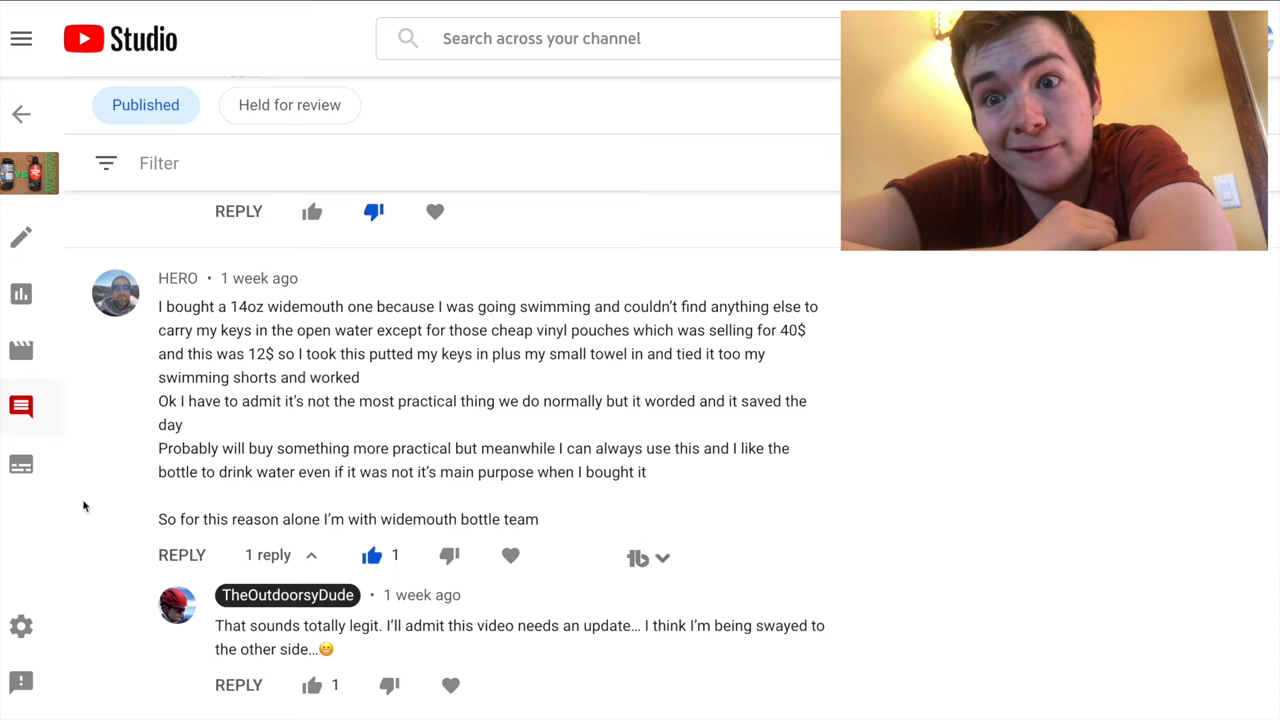 Studio
Search across your channel
Published
Held for review
Filter
REPLY
HERO • 1 week ago
I bought a 14oz widemouth one because I was going swimming and couldn’t find anything else to
carry my keys in the open water except for those cheap vinyl pouches which was selling for 40$
and this was 12$ so I took this putted my keys in plus my small towel in and tied it too my
swimming shorts and worked
Ok I have to admit it’s not the most practical thing we do normally but it worded and it saved the
day
Probably will buy something more practical but meanwhile I can always use this and I like the
bottle to drink water even if it was not it’s main purpose when I bought it
So for this reason alone I’m with widemouth bottle team
REPLY 1 reply 1
TheOutdoorsyDude • 1 week ago
That sounds totally legit. I’ll admit this video needs an update... I think I’m being swayed to
the other side...😁
REPLY 1